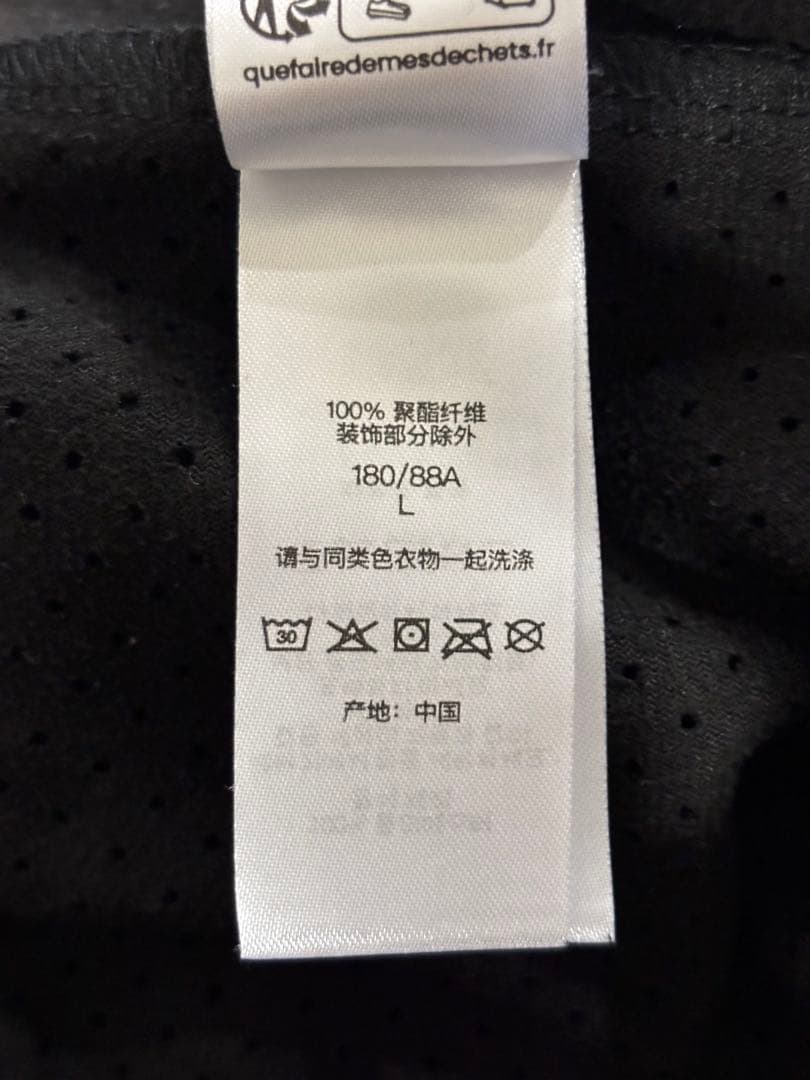 quefairedemesdechets.fr
100% 聚酯纤维
装饰部分除外
180/88A
L
请与同类色衣物一起洗涤
30
产地：中国